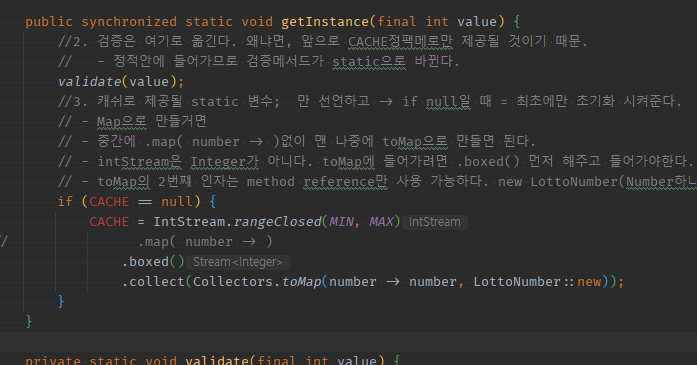 public synchronized static void getInstance(final int value) {
//2. 검증은 여기로 옮긴다. 왜냐면, 앞으로 CACHE정팩메로만 제공될 것이기 때문.
//   - 정적안에 들어가므로 검증메서드가 static으로 바뀐다.
validate(value);
//3. 캐쉬로 제공될 static 변수;  만 선언하고 -> if null일 때 = 최초에만 초기화 시켜준다.
// - Map으로 만들거면
// - 중간에 .map( number -> )없이 맨 나중에 toMap으로 만들면 된다.
// - intStream은 Integer가 아니다. toMap에 들어가려면 .boxed() 먼저 해주고 들어가야한다.
// - toMap의 2번째 인자는 method reference만 사용 가능하다. new LottoNumber(Number하나
if (CACHE == null) {
CACHE = IntStream.rangeClosed(MIN, MAX) IntStream
//                .map( number -> )
.boxed() Stream<Integer>
.collect(Collectors.toMap(number -> number, LottoNumber::new));
}
}
private static void validate(final int value) {